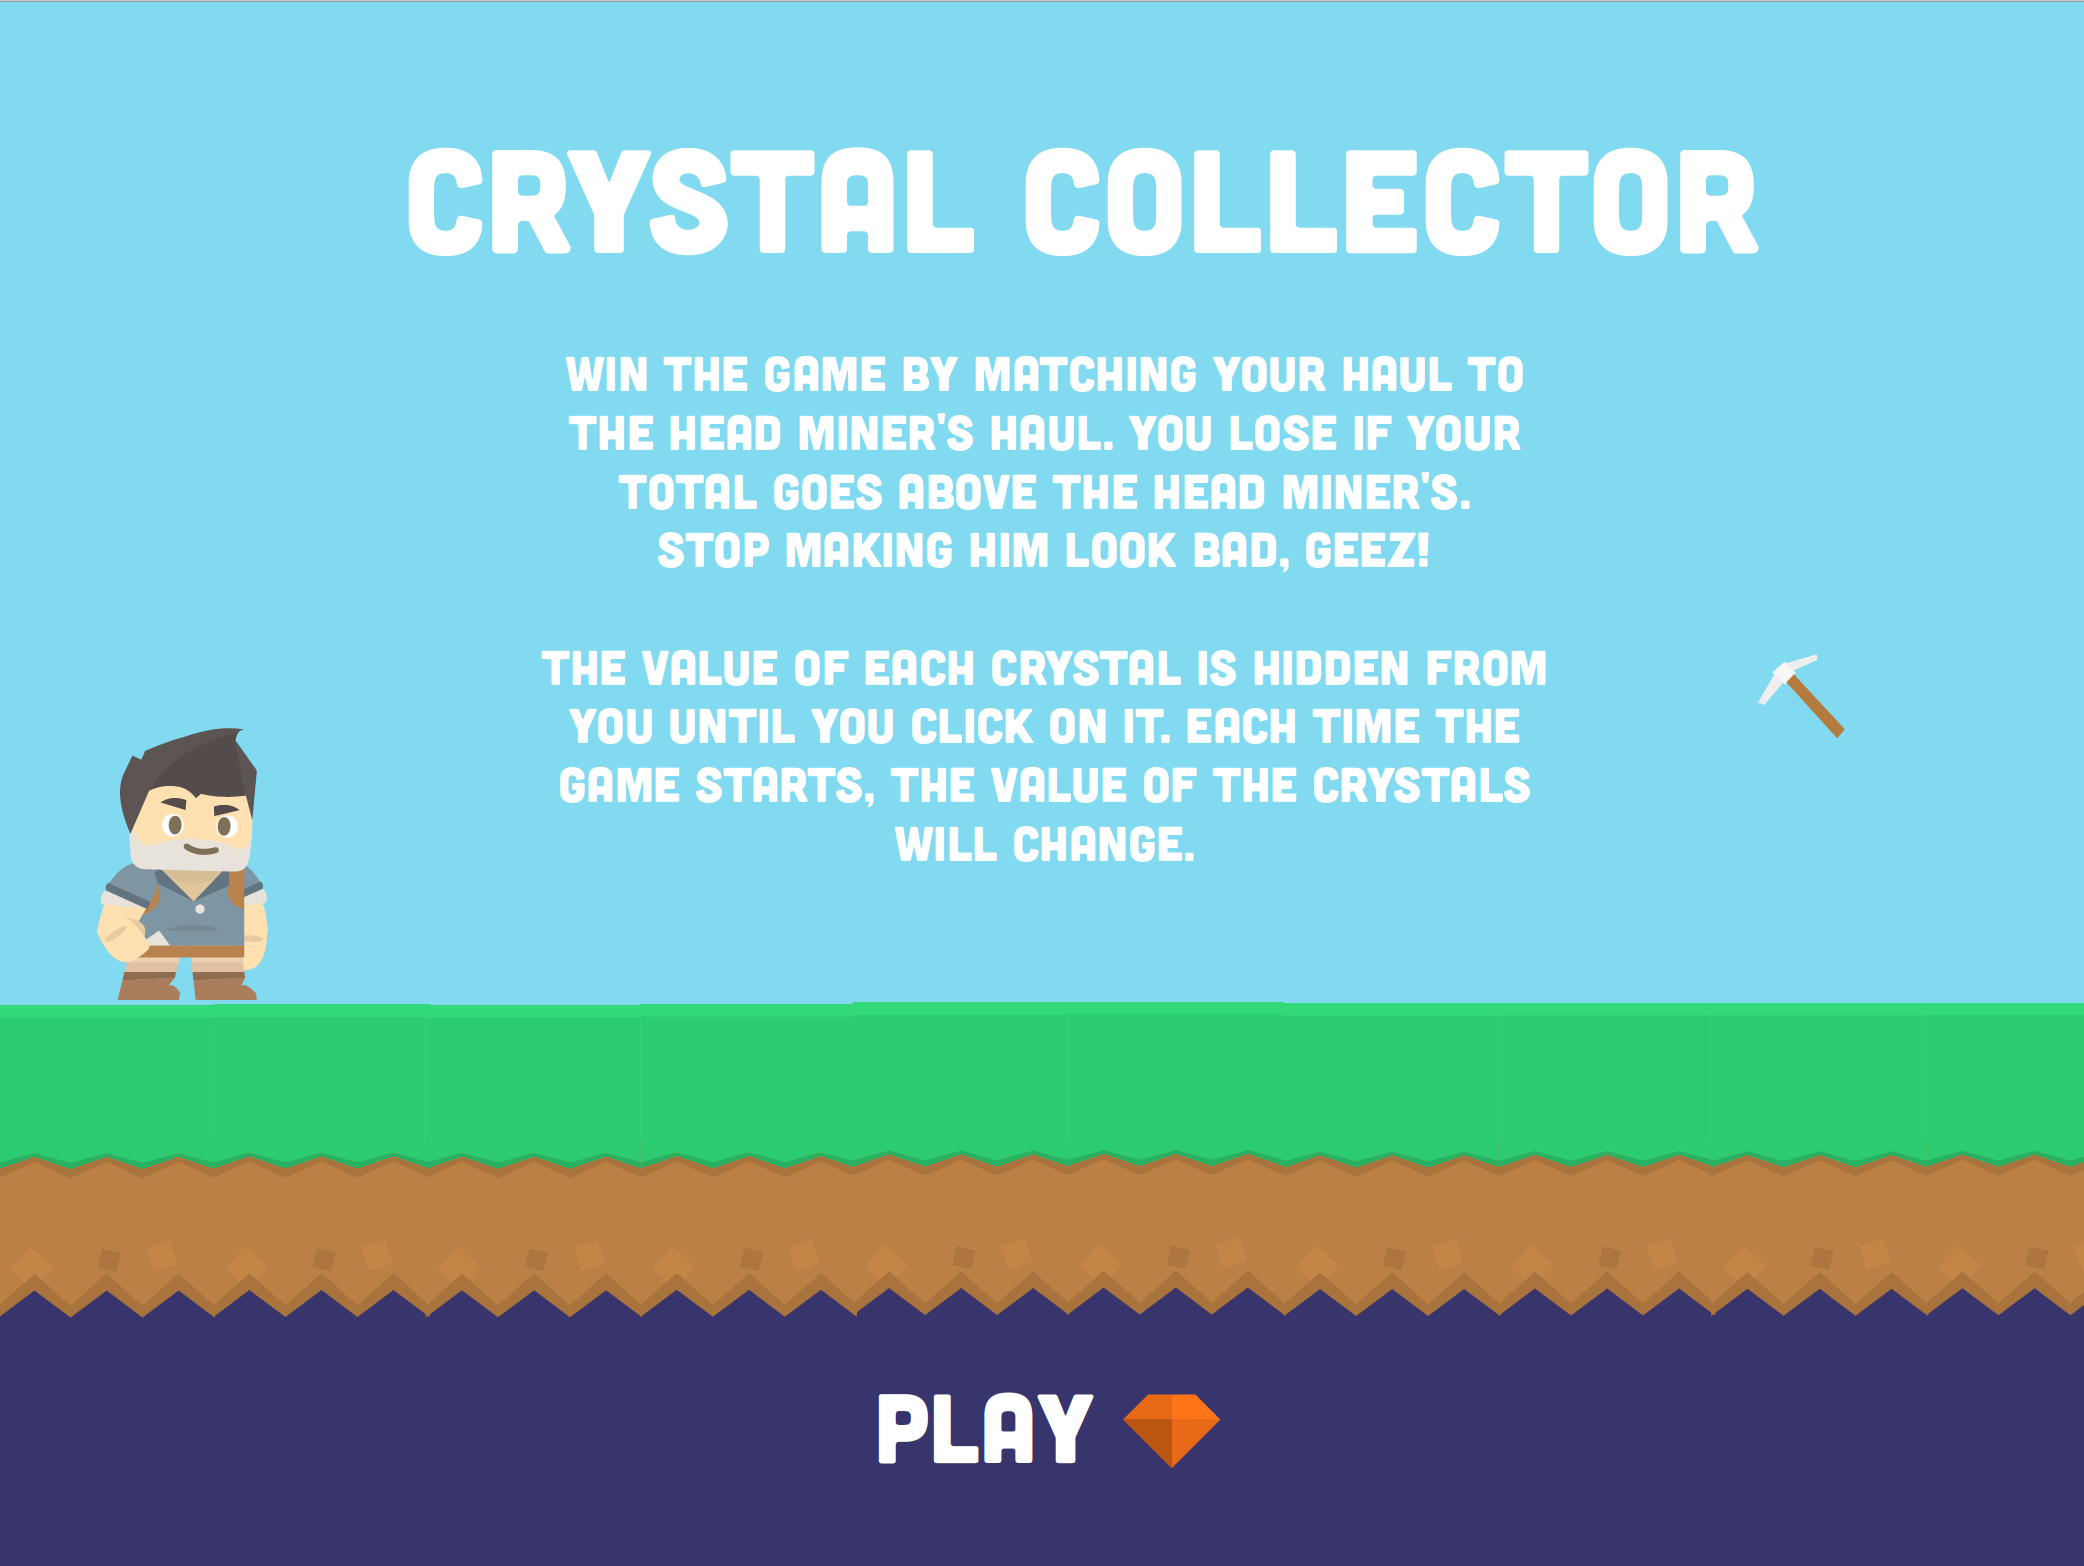 CRYSTAL COLLECTOR
WIN THE GAME BY MATCHING YOUR HAUL TO
THE HEAD MINER'S HAUL. YOU LOSE IF YOUR
TOTAL GOES ABOVE THE HEAD MINER'S.
STOP MAKING HIM LOOK BAD, GEEZ!
THE VALUE OF EACH CRYSTAL IS HIDDEN FROM
YOU UNTIL YOU CLICK ON IT. EACH TIME THE
GAME STARTS, THE VALUE OF THE CRYSTALS
WILL CHANGE.
PLAY